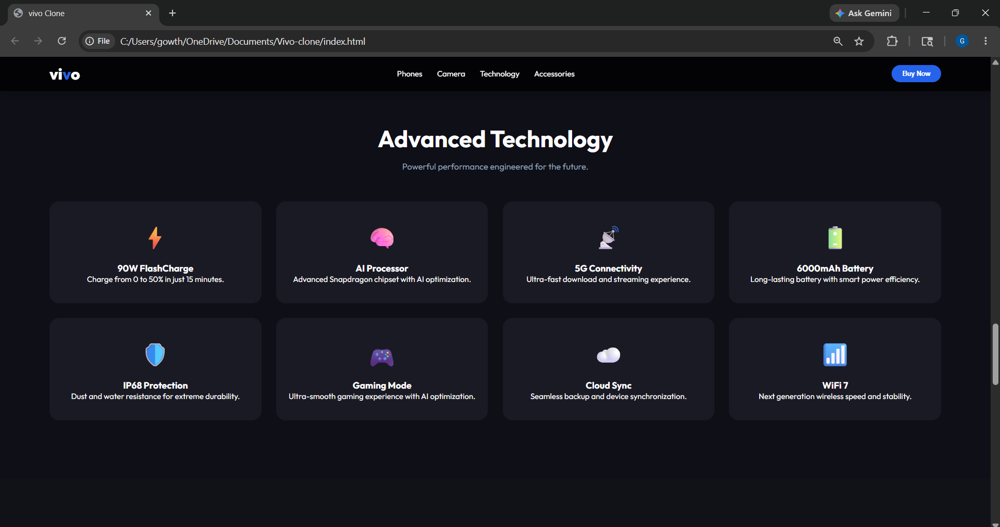 vivo Clone
Ask Gemini
File
C:/Users/gowth/OneDrive/Documents/Vivo-clone/index.html
G
vivo
Phones
Camera
Technology
Accessories
Buy Now
Advanced Technology
Powerful performance engineered for the future.
90W FlashCharge
Charge from 0 to 50% in just 15 minutes.
AI Processor
Advanced Snapdragon chipset with AI optimization.
5G Connectivity
Ultra-fast download and streaming experience.
6000mAh Battery
Long-lasting battery with smart power efficiency.
IP68 Protection
Dust and water resistance for extreme durability.
Gaming Mode
Ultra-smooth gaming experience with AI optimization.
Cloud Sync
Seamless backup and device synchronization.
WiFi 7
Next generation wireless speed and stability.